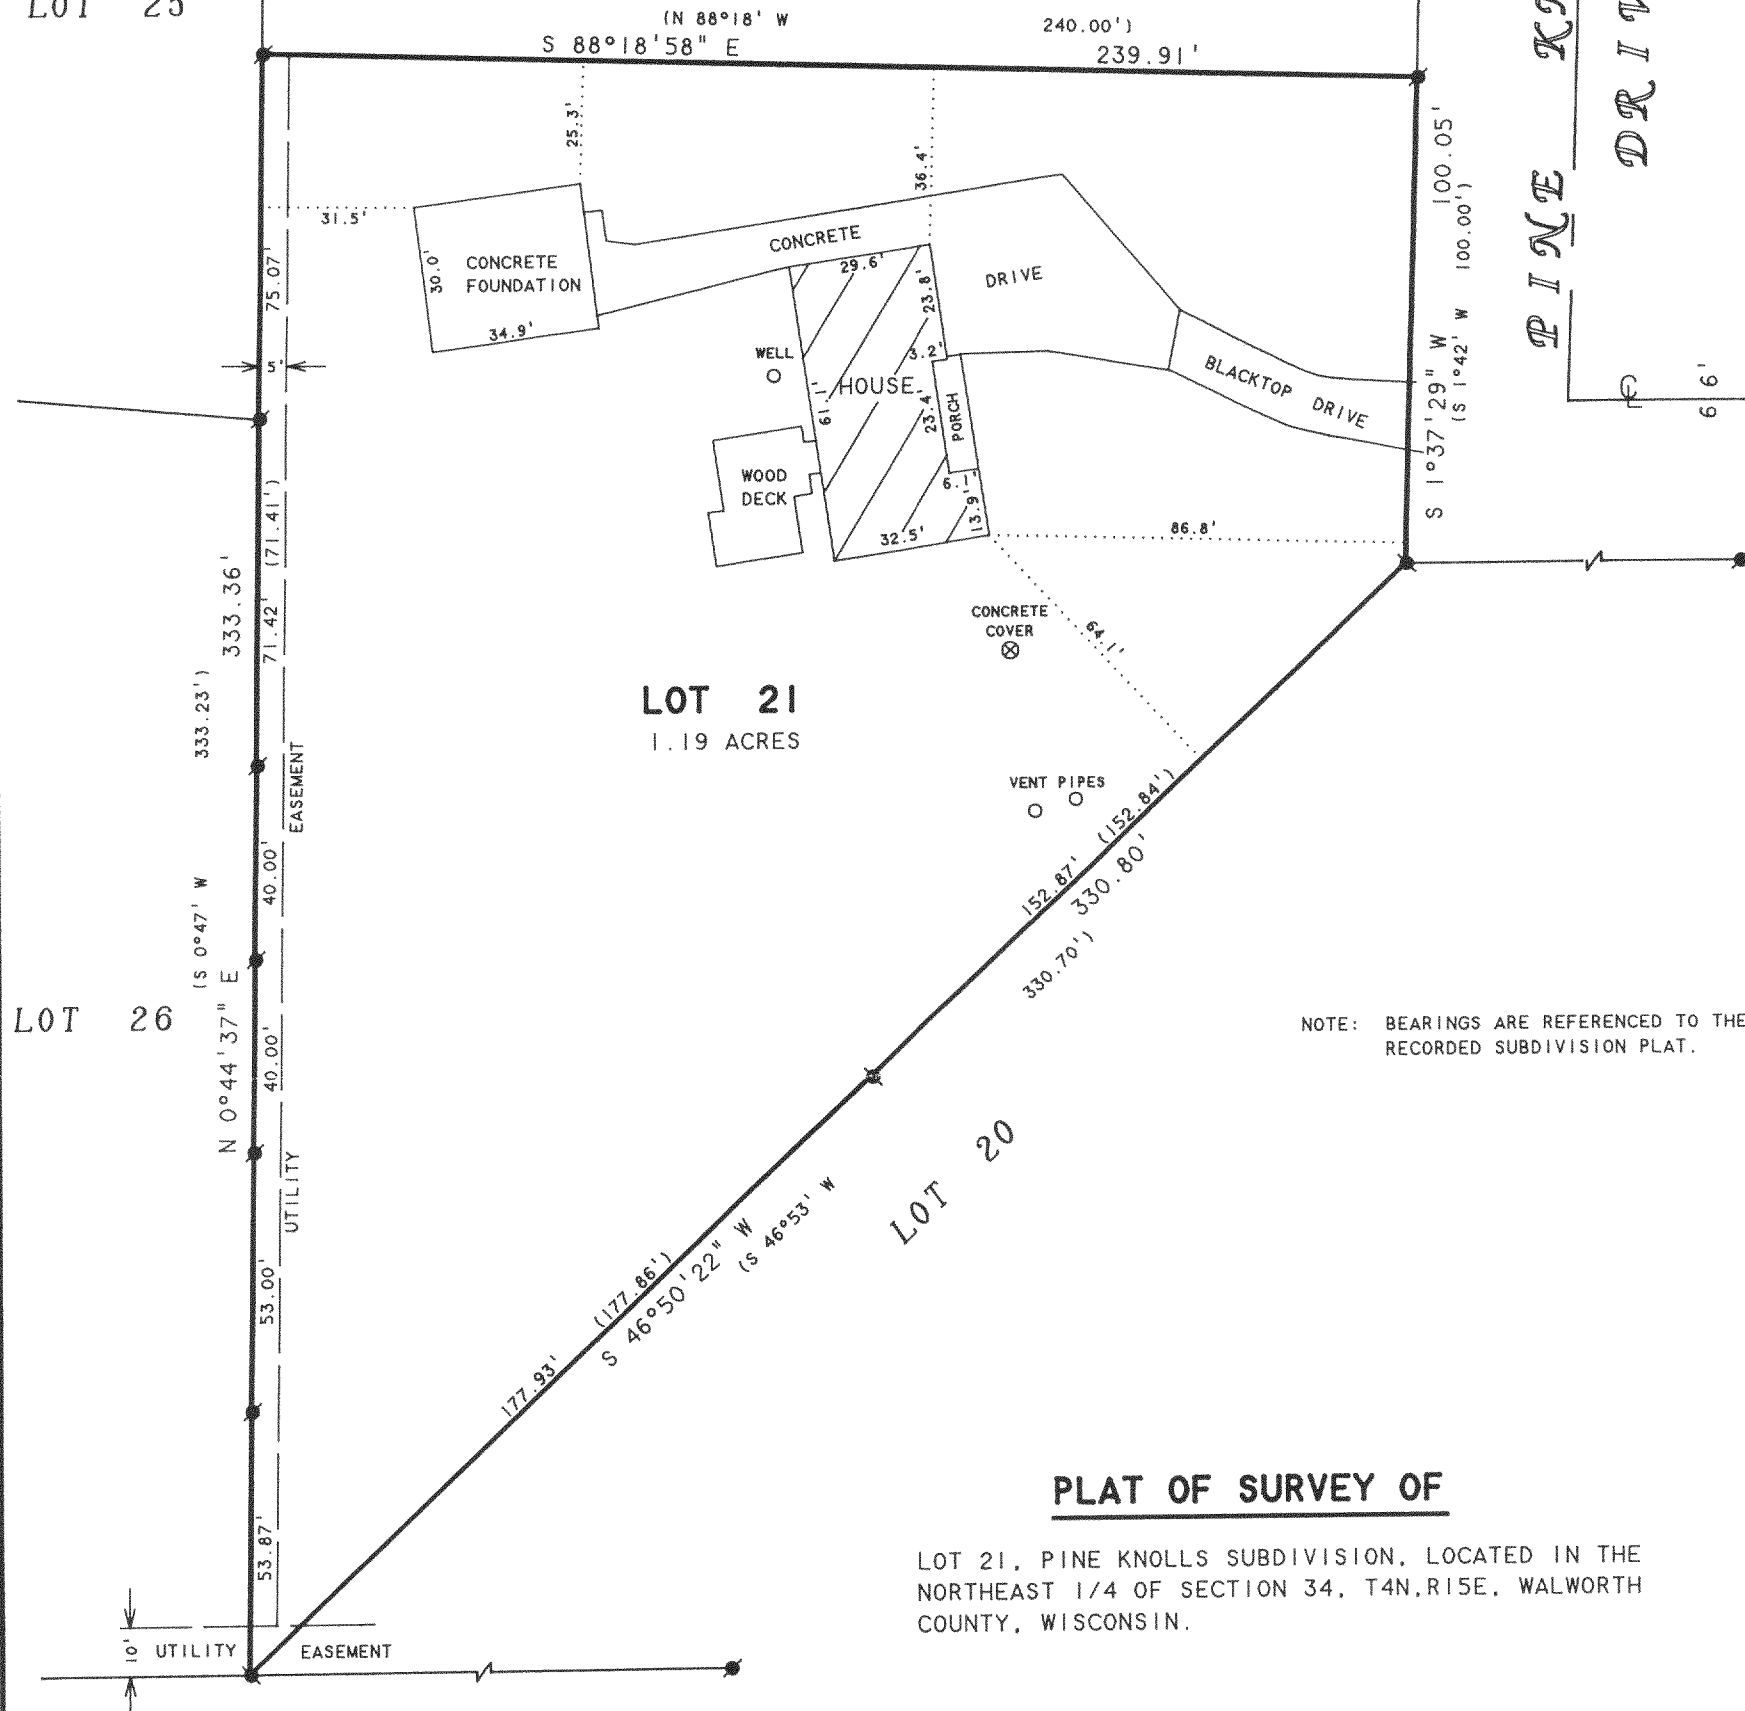 LOT 25
(N 88°18' W 240.00')
S 88°18'58" E 239.91'
PINE
DRIV
25.3'
36.4'
31.5'
100.05'
(S 1°42' W 100.00')
S 1°37'29" W
CONCRETE
FOUNDATION
30.0'
34.9'
CONCRETE
DRIVE
29.6'
23.8'
3.2'
WELL
HOUSE
61.1'
23.4'
PORCH
BLACKTOP DRIVE
66'
75.07'
5'
WOOD
DECK
6.1'
13.9'
32.5'
86.8'
(71.41')
71.42'
333.36'
333.23')
(S 0°47' W
N 0°44'37" E
CONCRETE
COVER
64.1'
LOT 21
1.19 ACRES
EASEMENT
VENT PIPES
(152.84')
152.87'
330.80'
330.70')
40.00'
LOT 26
40.00'
NOTE: BEARINGS ARE REFERENCED TO THE
RECORDED SUBDIVISION PLAT.
UTILITY
LOT 20
(177.86')
S 46°50'22" W
(S 46°53' W
177.93'
53.00'
53.87'
PLAT OF SURVEY OF
LOT 21, PINE KNOLLS SUBDIVISION, LOCATED IN THE
NORTHEAST 1/4 OF SECTION 34, T4N,R15E, WALWORTH
COUNTY, WISCONSIN.
10'
UTILITY EASEMENT